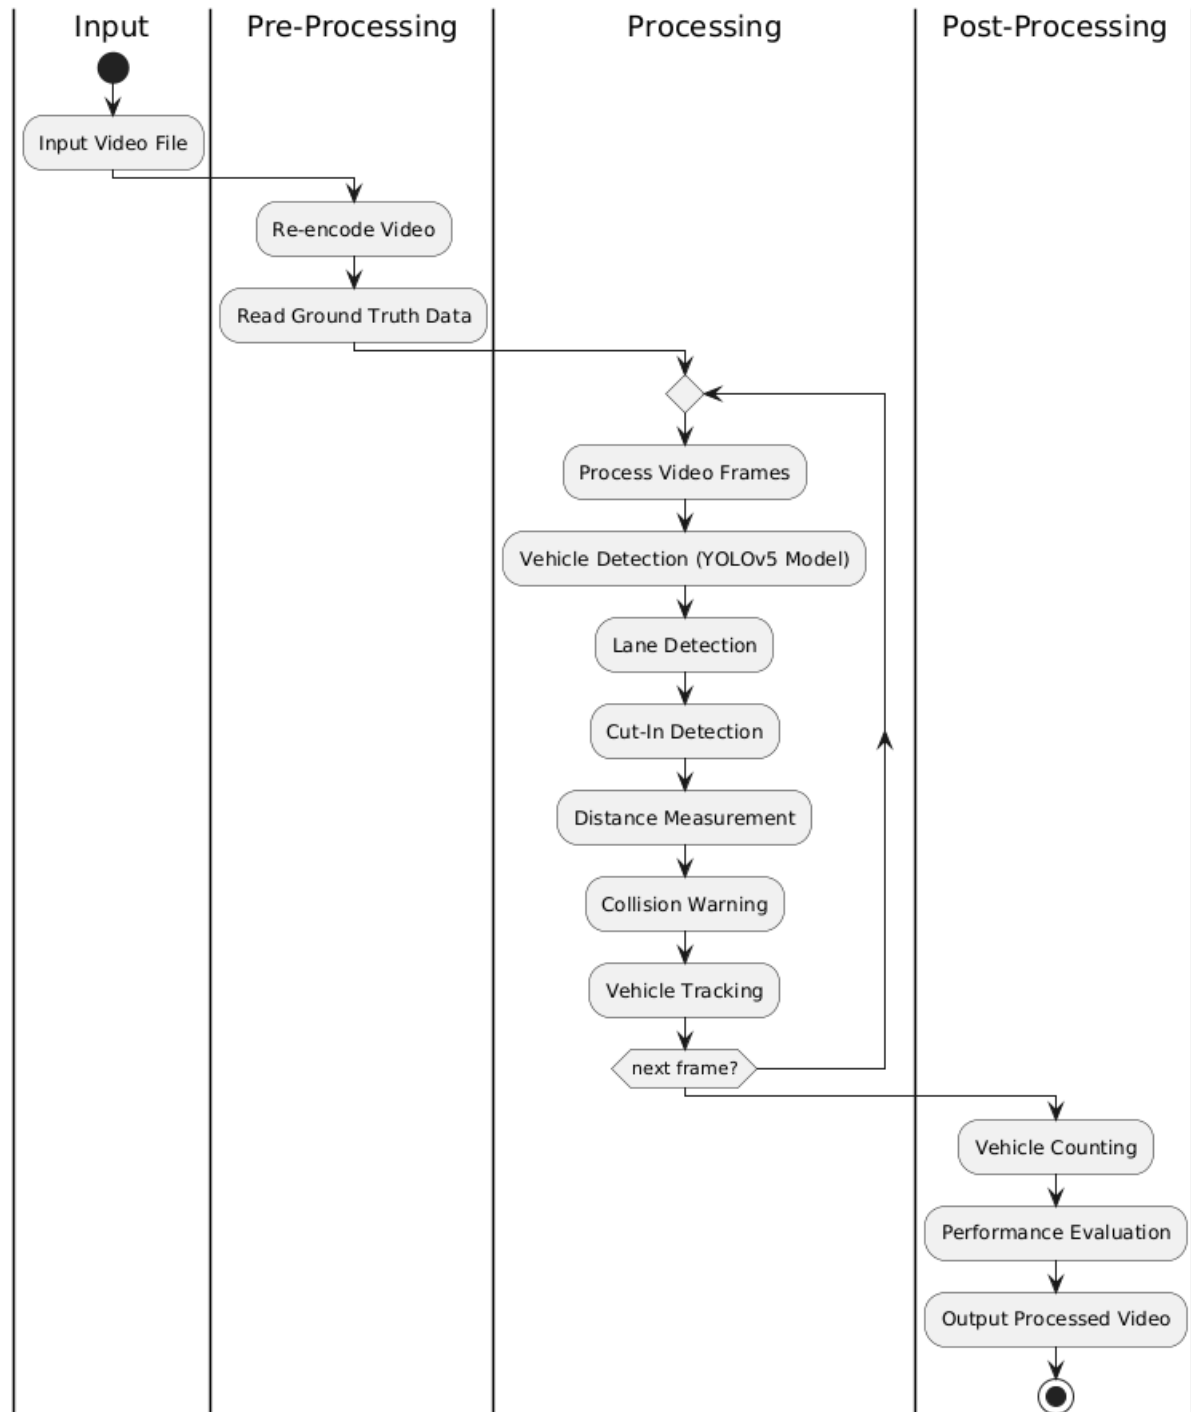 Input
Pre-Processing
Processing
Post-Processing
Input Video File
Re-encode Video
Read Ground Truth Data
Process Video Frames
Vehicle Detection (YOLOv5 Model)
Lane Detection
Cut-In Detection
Distance Measurement
Collision Warning
Vehicle Tracking
next frame?
Vehicle Counting
Performance Evaluation
Output Processed Video